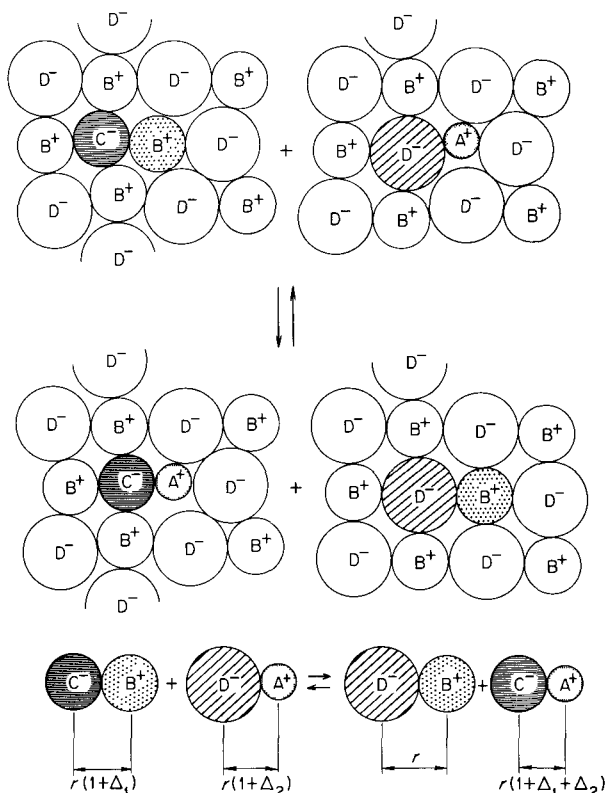 D⁻
D⁻ B⁺ D⁻ B⁺
B⁺ C⁻ B⁺ D⁻
D⁻ B⁺ D⁻ B⁺
D⁻
+
D⁻
D⁻ B⁺ D⁻ B⁺
B⁺ D⁻ A⁺ D⁻
D⁻ B⁺ D⁻ B⁺
⇌
D⁻
D⁻ B⁺ D⁻ B⁺
B⁺ C⁻ A⁺ D⁻
D⁻ B⁺ D⁻ B⁺
D⁻
+
D⁻
D⁻ B⁺ D⁻ B⁺
B⁺ D⁻ B⁺ D⁻
D⁻ B⁺ D⁻ B⁺
C⁻ B⁺ + D⁻ A⁺ ⇌ D⁻ B⁺ + C⁻ A⁺
r(1+Δ₁) r(1+Δ₂) r r(1+Δ₁+Δ₂)